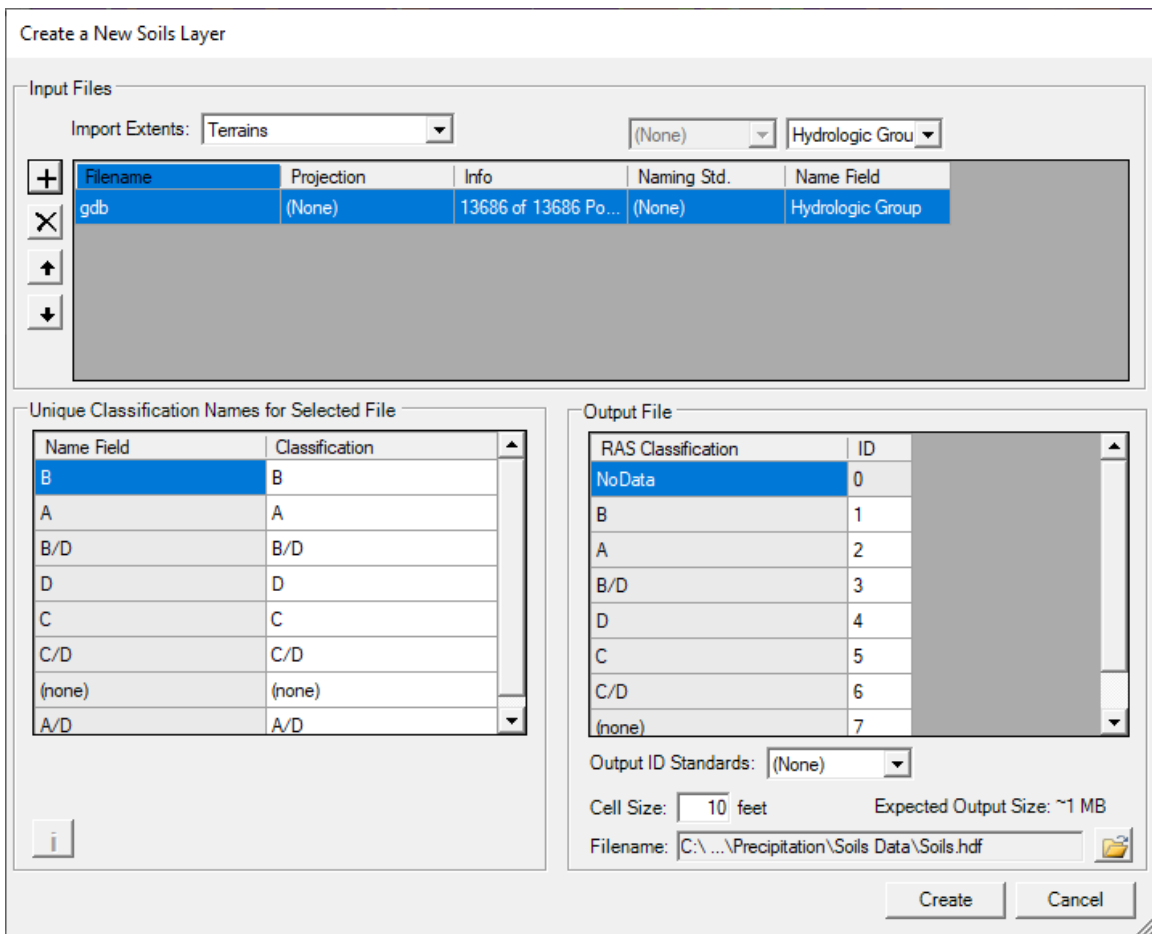 Create a New Soils Layer
Input Files
Import Extents: Terrains (None) Hydrologic Grou
Filename Projection Info Naming Std. Name Field
gdb (None) 13686 of 13686 Po... (None) Hydrologic Group
Unique Classification Names for Selected File
Name Field Classification
B B
A A
B/D B/D
D D
C C
C/D C/D
(none) (none)
A/D A/D
i
Output File
RAS Classification ID
NoData 0
B 1
A 2
B/D 3
D 4
C 5
C/D 6
(none) 7
Output ID Standards: (None)
Cell Size: 10 feet Expected Output Size: ~1 MB
Filename: C:\ ...\Precipitation\Soils Data\Soils.hdf
Create Cancel